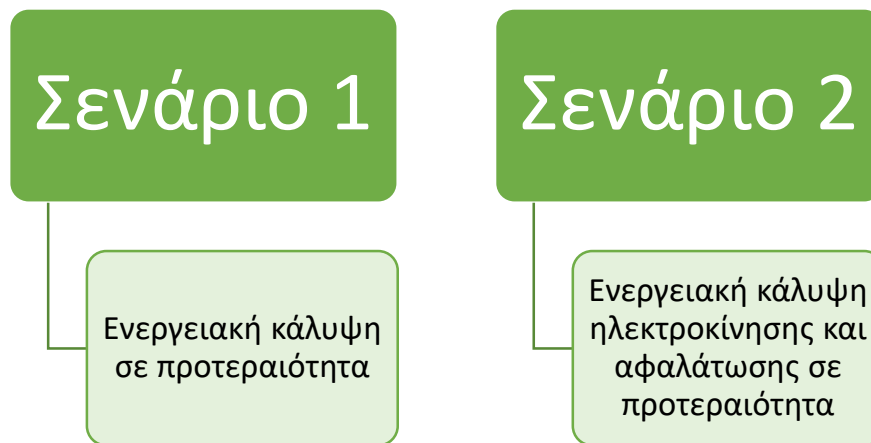 Σενάριο 1
Ενεργειακή κάλυψη
σε προτεραιότητα
Σενάριο 2
Ενεργειακή κάλυψη
ηλεκτροκίνησης και
αφαλάτωσης σε
προτεραιότητα